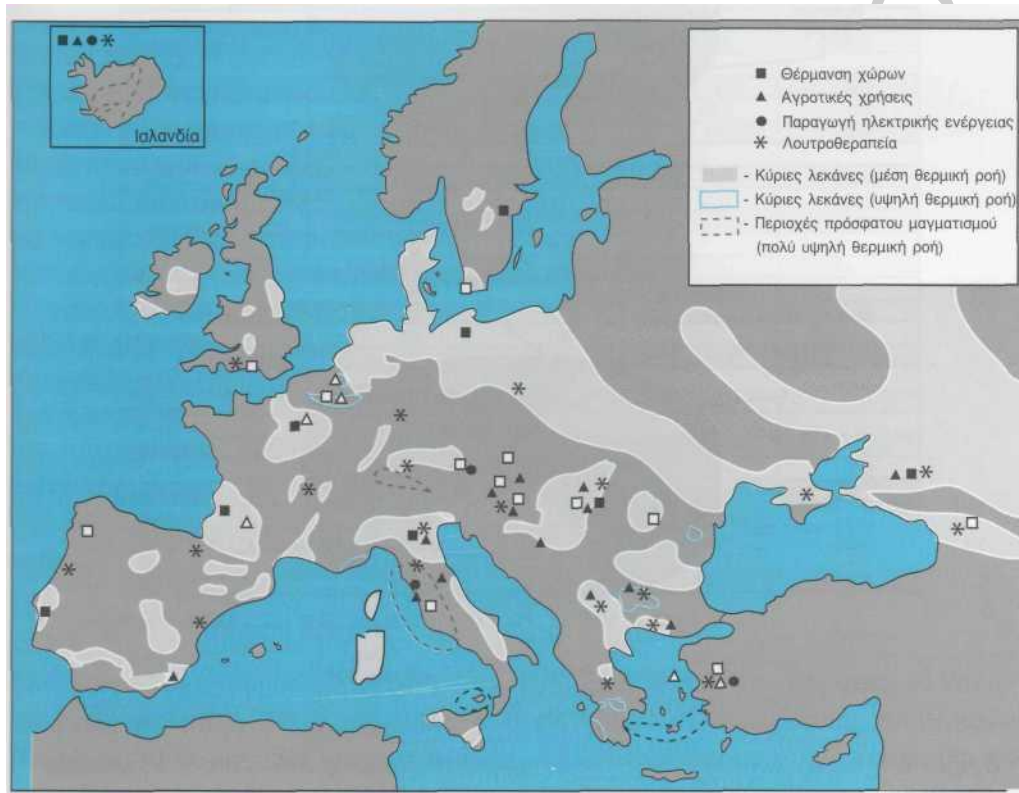 Ισλανδία
Θέρμανση χώρων
Αγροτικές χρήσεις
Παραγωγή ηλεκτρικής ενέργειας
Λουτροθεραπεία
- Κύριες λεκάνες (μέση θερμική ροή)
- Κύριες λεκάνες (υψηλή θερμική ροή)
- Περιοχές πρόσφατου μαγματισμού
(πολύ υψηλή θερμική ροή)